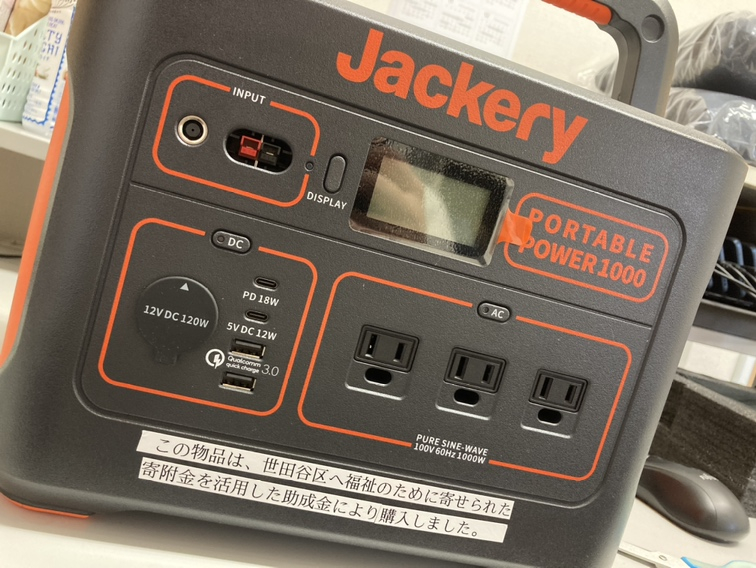 Jackery
INPUT
DISPLAY
PORTABLE
POWER 1000
DC
12V DC 120W
PD 18W
5V DC 12W
Qualcomm
quick charge 3.0
AC
PURE SINE-WAVE
100V 60Hz 1000W
この物品は、世田谷区へ福祉のために寄せられた
寄附金を活用した助成金により購入しました。